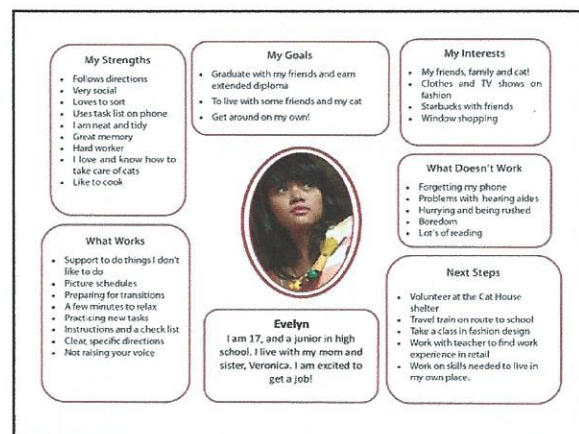 My Strengths
Follows directions
Very social
Loves to sort
Uses task list on phone
I am neat and tidy
Great memory
Hard worker
I love and know how to
take care of cats
Like to cook
My Goals
Graduate with my friends and earn
extended diploma
To live with some friends and my cat
Get around on my own!
My Interests
My friends, family and cat!
Clothes and TV shows on
fashion
Starbucks with friends
Window shopping
What Doesn't Work
Forgetting my phone
Problems with hearing aides
Hurrying and being rushed
Boredom
Lot's of reading
What Works
Support to do things I don't
like to do
Picture schedules
Preparing for transitions
A few minutes to relax
Practicing new tasks
Instructions and a check list
Clear, specific directions
Not raising your voice
Evelyn
I am 17, and a junior in high
school. I live with my mom and
sister, Veronica. I am excited to
get a job!
Next Steps
Volunteer at the Cat House
shelter
Travel train on route to school
Take a class in fashion design
Work with teacher to find work
experience in retail
Work on skills needed to live in
my own place.